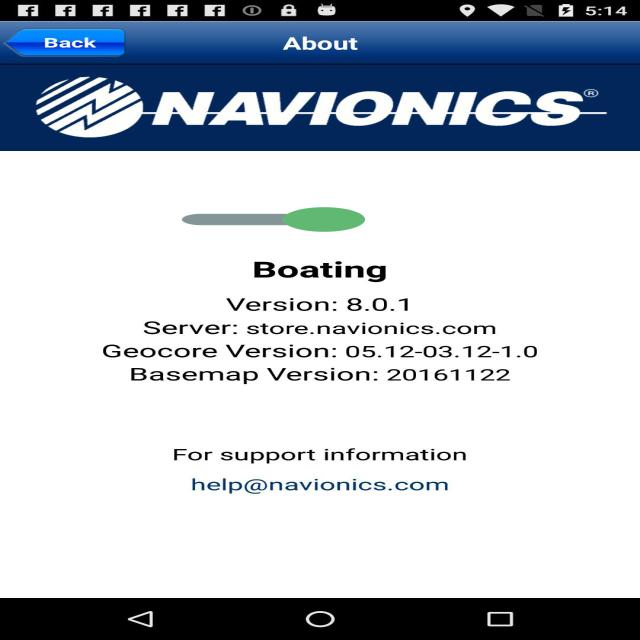 5:14
Back
About
NAVIONICS®
Boating
Version: 8.0.1
Server: store.navionics.com
Geocore Version: 05.12-03.12-1.0
Basemap Version: 20161122
For support information
help@navionics.com